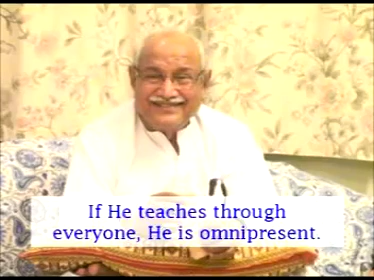 If He teaches through
everyone, He is omnipresent.